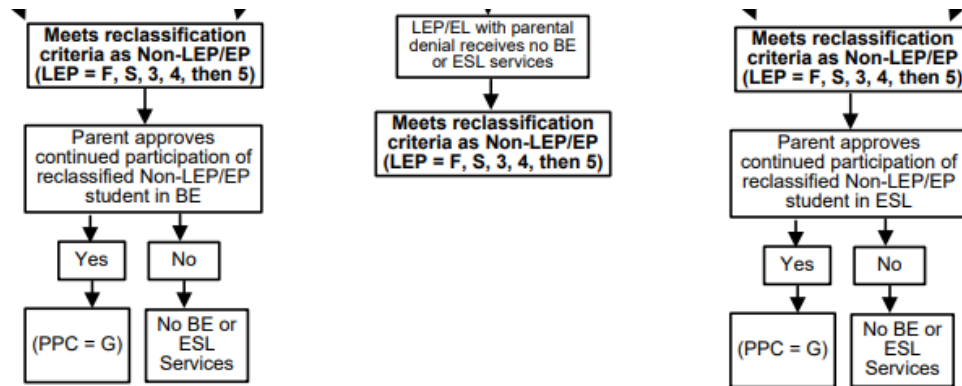 Meets reclassification
criteria as Non-LEP/EP
(LEP = F, S, 3, 4, then 5)
Parent approves
continued participation of
reclassified Non-LEP/EP
student in BE
Yes
No
(PPC = G)
No BE or
ESL
Services
LEP/EL with parental
denial receives no BE
or ESL services
Meets reclassification
criteria as Non-LEP/EP
(LEP = F, S, 3, 4, then 5)
Meets reclassification
criteria as Non-LEP/EP
(LEP = F, S, 3, 4, then 5)
Parent approves
continued participation of
reclassified Non-LEP/EP
student in ESL
Yes
No
(PPC = G)
No BE or
ESL
Services